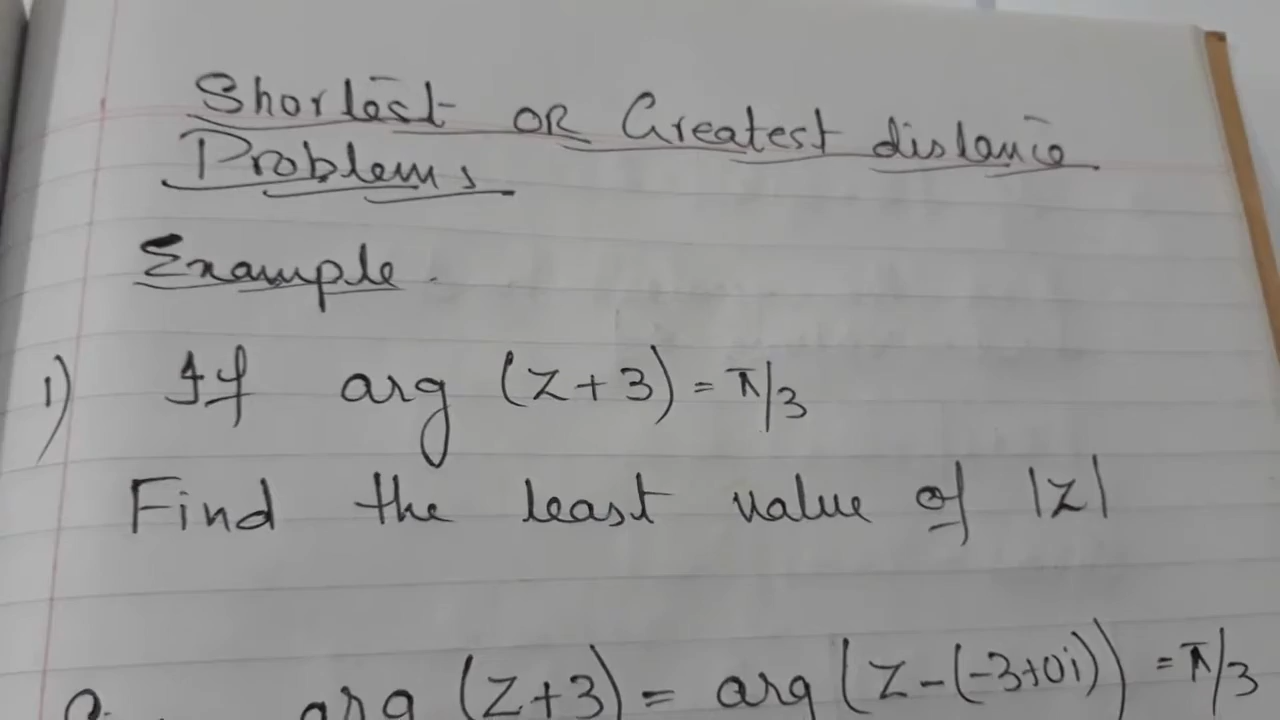 Shortest OR Greatest distance
Problems
Example.
1) If arg (z+3) = π/3
Find the least value of |z|
arg (z+3) = arg (z-(-3+0i)) = π/3